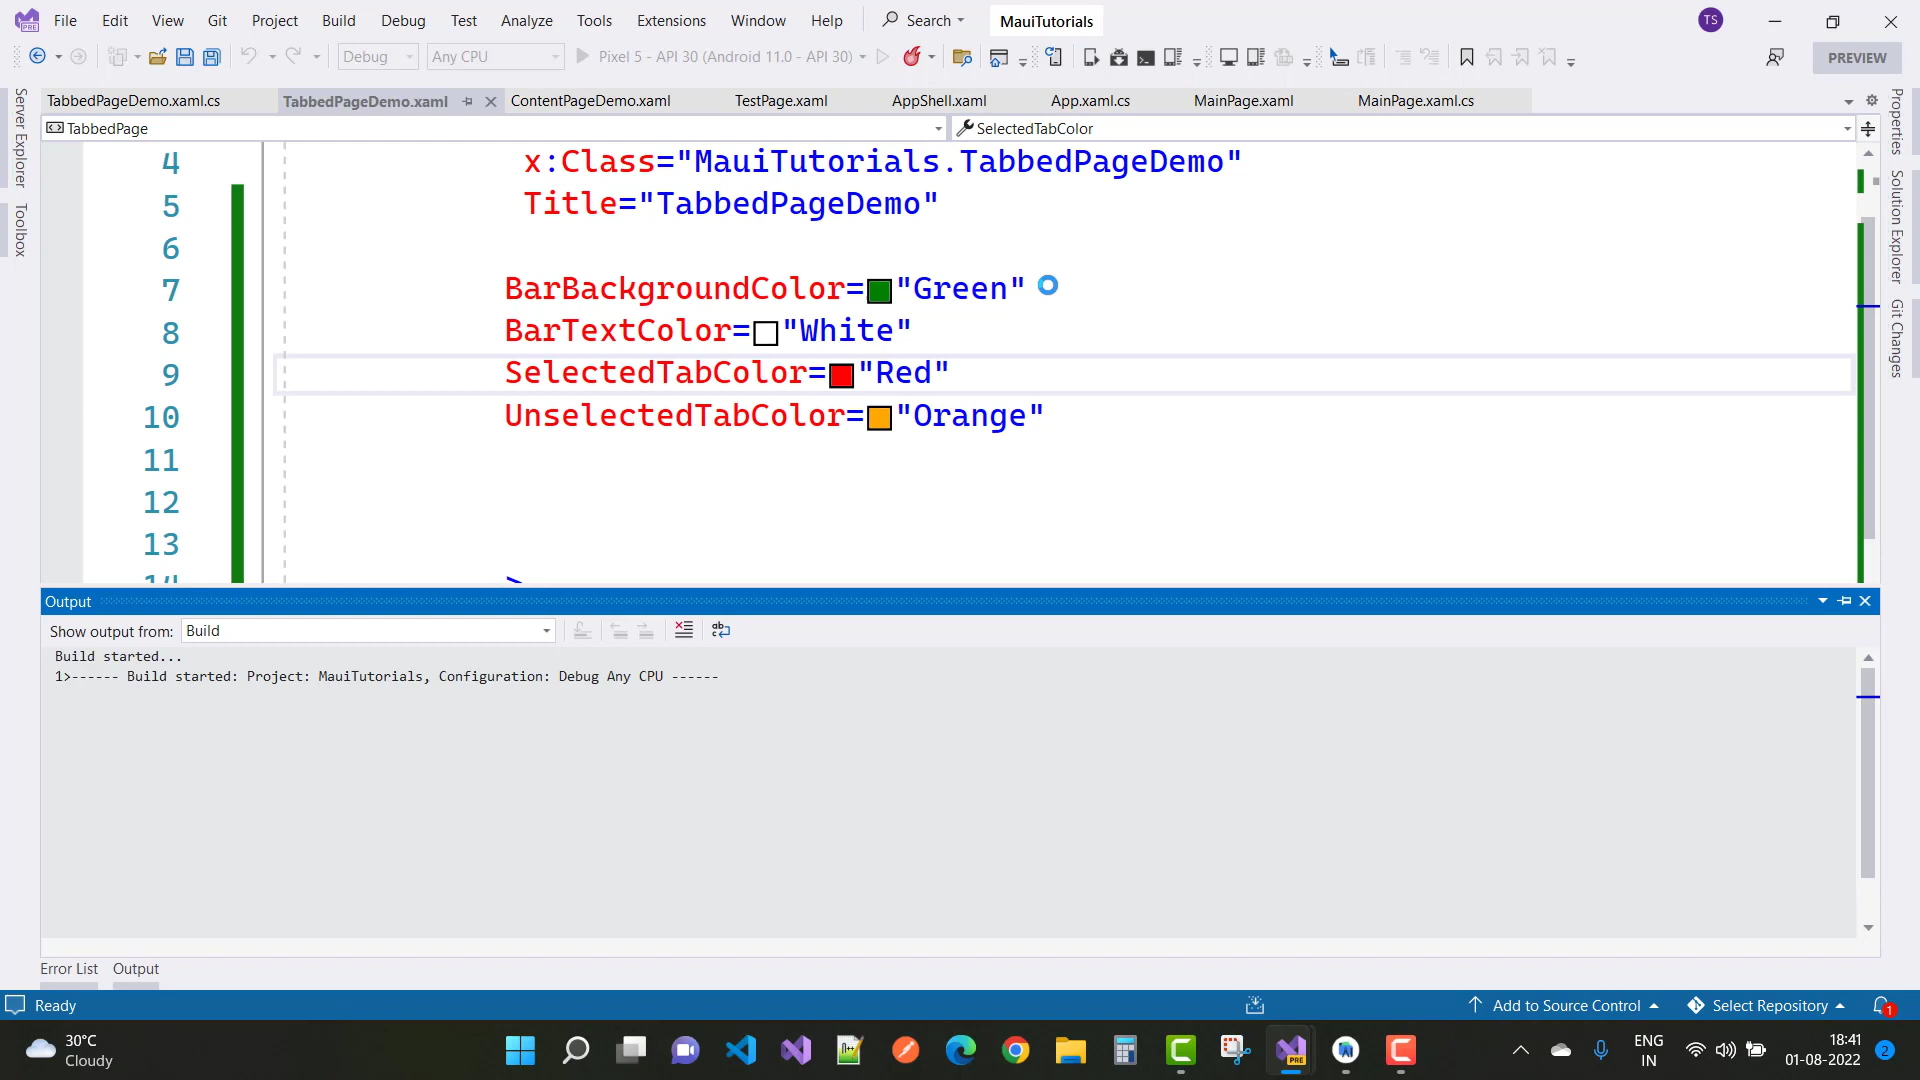 File Edit View Git Project Build Debug Test Analyze Tools Extensions Window Help Search MauiTutorials TS
Debug Any CPU Pixel 5 - API 30 (Android 11.0 - API 30) PREVIEW
TabbedPageDemo.xaml.cs TabbedPageDemo.xaml ContentPageDemo.xaml TestPage.xaml AppShell.xaml App.xaml.cs MainPage.xaml MainPage.xaml.cs
TabbedPage SelectedTabColor
Server Explorer
Toolbox
Properties
Solution Explorer
Git Changes
4 x:Class="MauiTutorials.TabbedPageDemo"
5 Title="TabbedPageDemo"
6
7 BarBackgroundColor="Green"
8 BarTextColor="White"
9 SelectedTabColor="Red"
10 UnselectedTabColor="Orange"
11
12
13
14 >
Output
Show output from: Build
Build started...
1>------ Build started: Project: MauiTutorials, Configuration: Debug Any CPU ------
Error List Output
Ready Add to Source Control Select Repository 1
30°C
Cloudy
PRE
ENG
IN
18:41
01-08-2022
2